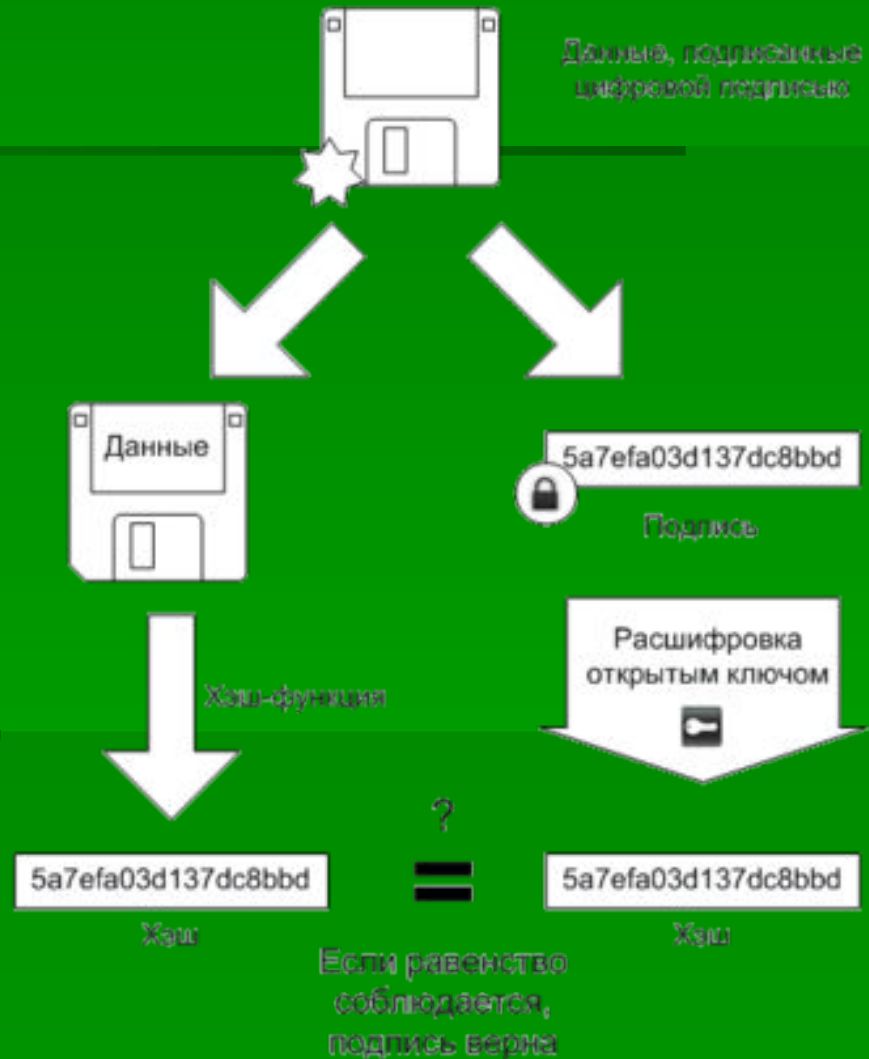 Данные, подписанные
цифровой подписью
Данные
5a7efa03d137dc8bbd
Подпись
Расшифровка
открытым ключом
Хэш-функция
?
5a7efa03d137dc8bbd
=
5a7efa03d137dc8bbd
Хэш
Хэш
Если равенство
соблюдается,
подпись верна